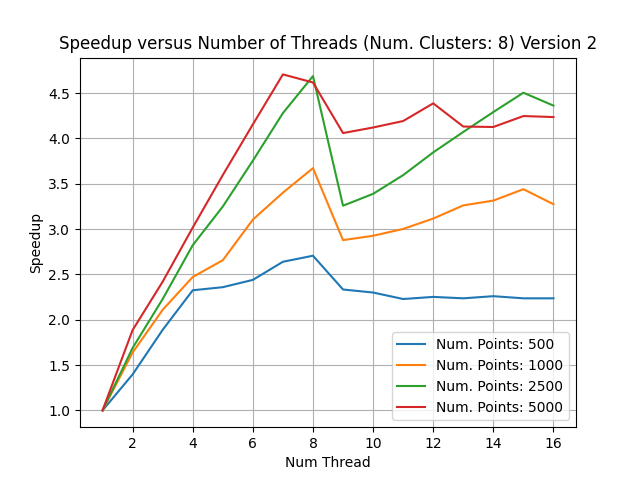 Speedup versus Number of Threads (Num. Clusters: 8) Version 2
4.5
4.0
3.5
3.0
2.5
2.0
1.5
1.0
Speedup
2 4 6 8 10 12 14 16
Num Thread
Num. Points: 500
Num. Points: 1000
Num. Points: 2500
Num. Points: 5000